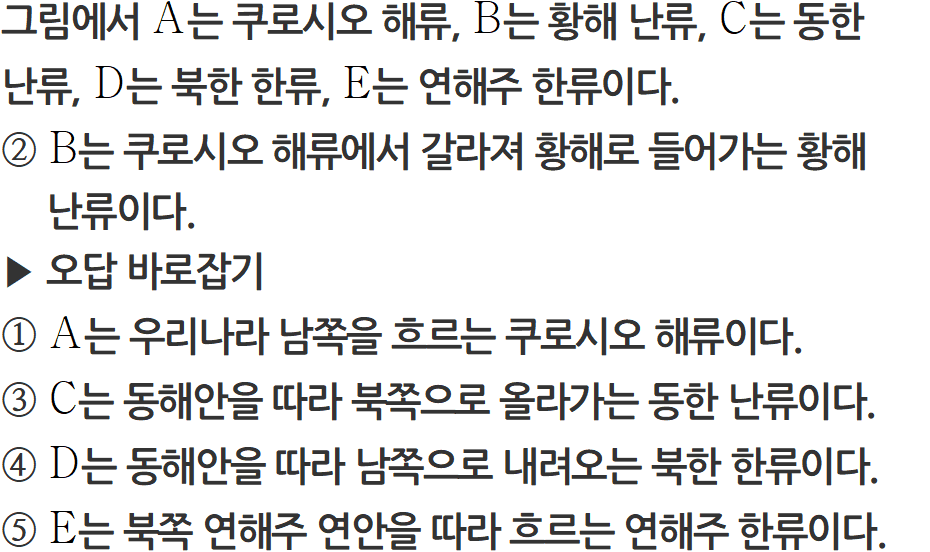 그림에서 A는 쿠로시오 해류, B는 황해 난류, C는 동한
난류, D는 북한 한류, E는 연해주 한류이다.
② B는 쿠로시오 해류에서 갈라져 황해로 들어가는 황해
난류이다.
▶ 오답 바로잡기
① A는 우리나라 남쪽을 흐르는 쿠로시오 해류이다.
③ C는 동해안을 따라 북쪽으로 올라가는 동한 난류이다.
④ D는 동해안을 따라 남쪽으로 내려오는 북한 한류이다.
⑤ E는 북쪽 연해주 연안을 따라 흐르는 연해주 한류이다.